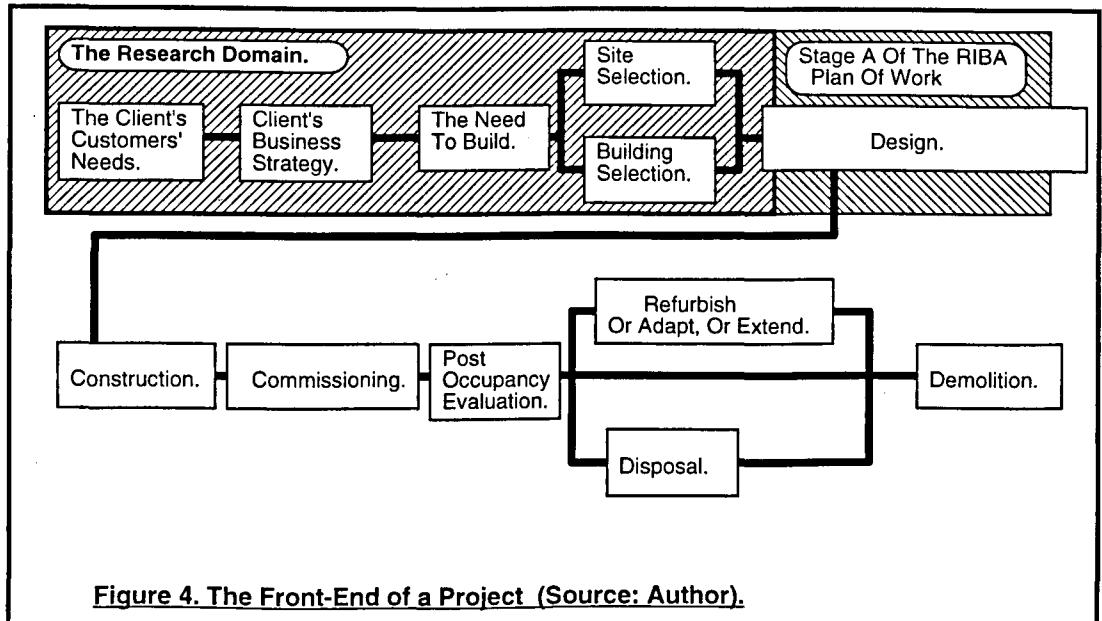 The Research Domain.
Stage A Of The RIBA
Plan Of Work
The Client's
Customers'
Needs.
Client's
Business
Strategy.
The Need
To Build.
Site
Selection.
Building
Selection.
Design.
Construction.
Commissioning.
Post
Occupancy
Evaluation.
Refurbish
Or Adapt, Or Extend.
Disposal.
Demolition.
Figure 4. The Front-End of a Project (Source: Author).